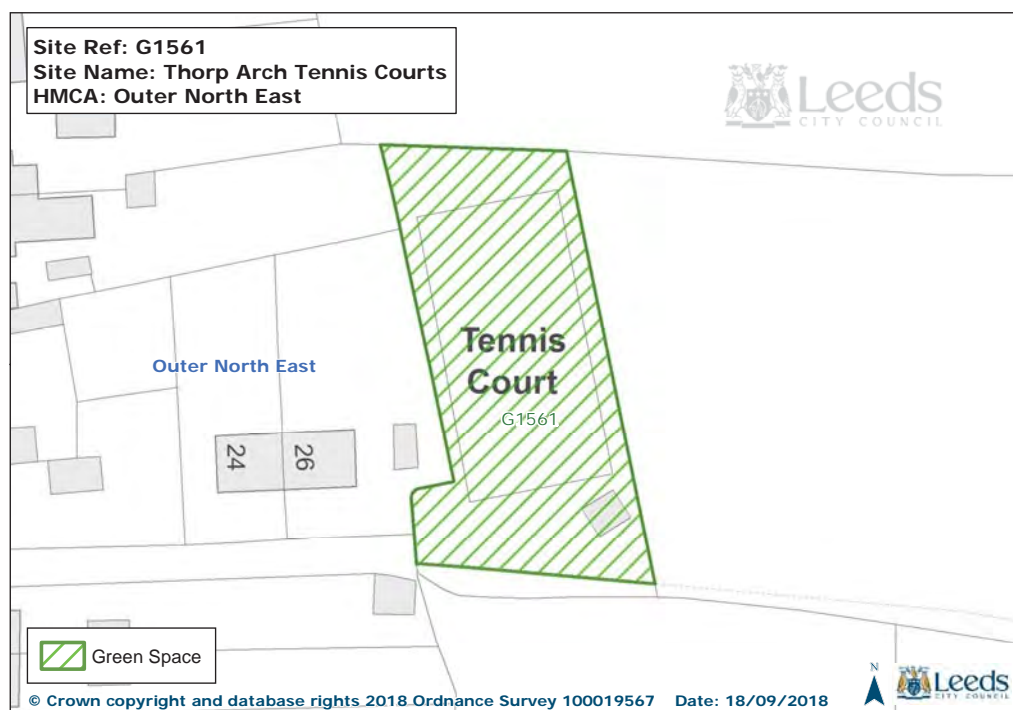 Site Ref: G1561
Site Name: Thorp Arch Tennis Courts
HMCA: Outer North East
Leeds
CITY COUNCIL
Tennis
Court
G1561
Outer North East
24
26
Green Space
N
Leeds
CITY COUNCIL
© Crown copyright and database rights 2018 Ordnance Survey 100019567 Date: 18/09/2018